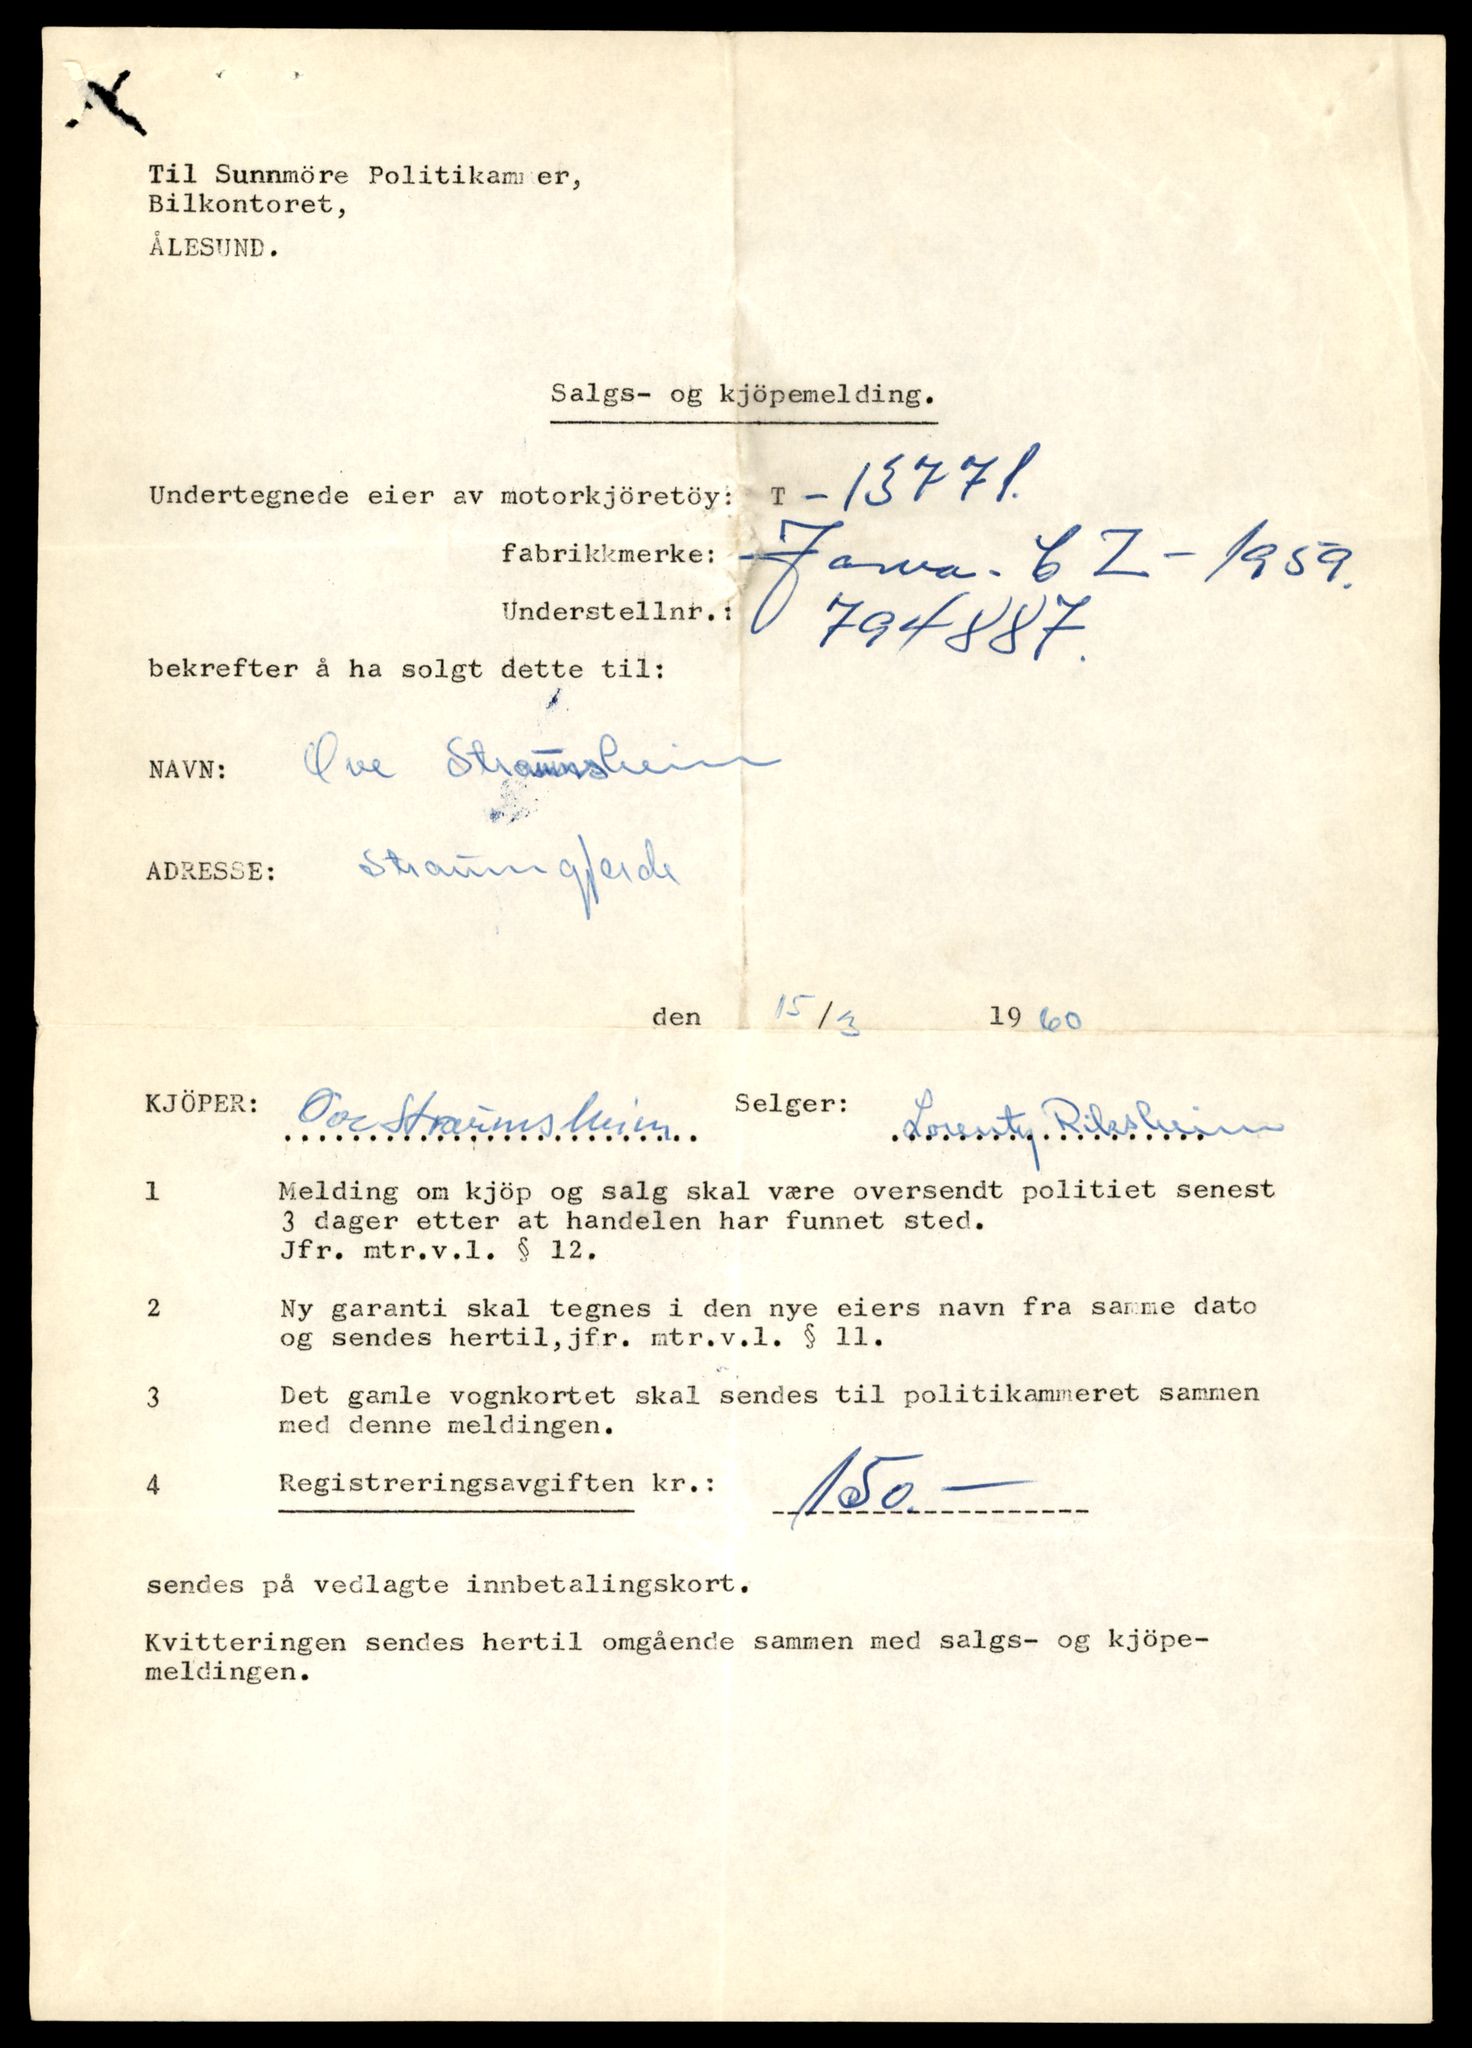 Til Sunnmöre Politikammer,
Bilkontoret,
ÅLESUND.
Salgs- og kjöpemelding.
Undertegnede eier av motorkjöretöy: T - 13771.
fabrikkmerke: Jawa - CZ - 1959.
Understellnr.: 794887.
bekrefter å ha solgt dette til:
NAVN: Ove Straumsheim
ADRESSE: Straumgjerde
den 15/3 1960
KJÖPER: Ove Straumsheim Selger: Lorentz Riksheim
1 Melding om kjöp og salg skal være oversendt politiet senest
3 dager etter at handelen har funnet sted.
Jfr. mtr.v.l. § 12.
2 Ny garanti skal tegnes i den nye eiers navn fra samme dato
og sendes hertil, jfr. mtr.v.l. § 11.
3 Det gamle vognkortet skal sendes til politikammeret sammen
med denne meldingen.
4 Registreringsavgiften kr.: 150.-
sendes på vedlagte innbetalingskort.
Kvitteringen sendes hertil omgående sammen med salgs- og kjöpe-
meldingen.